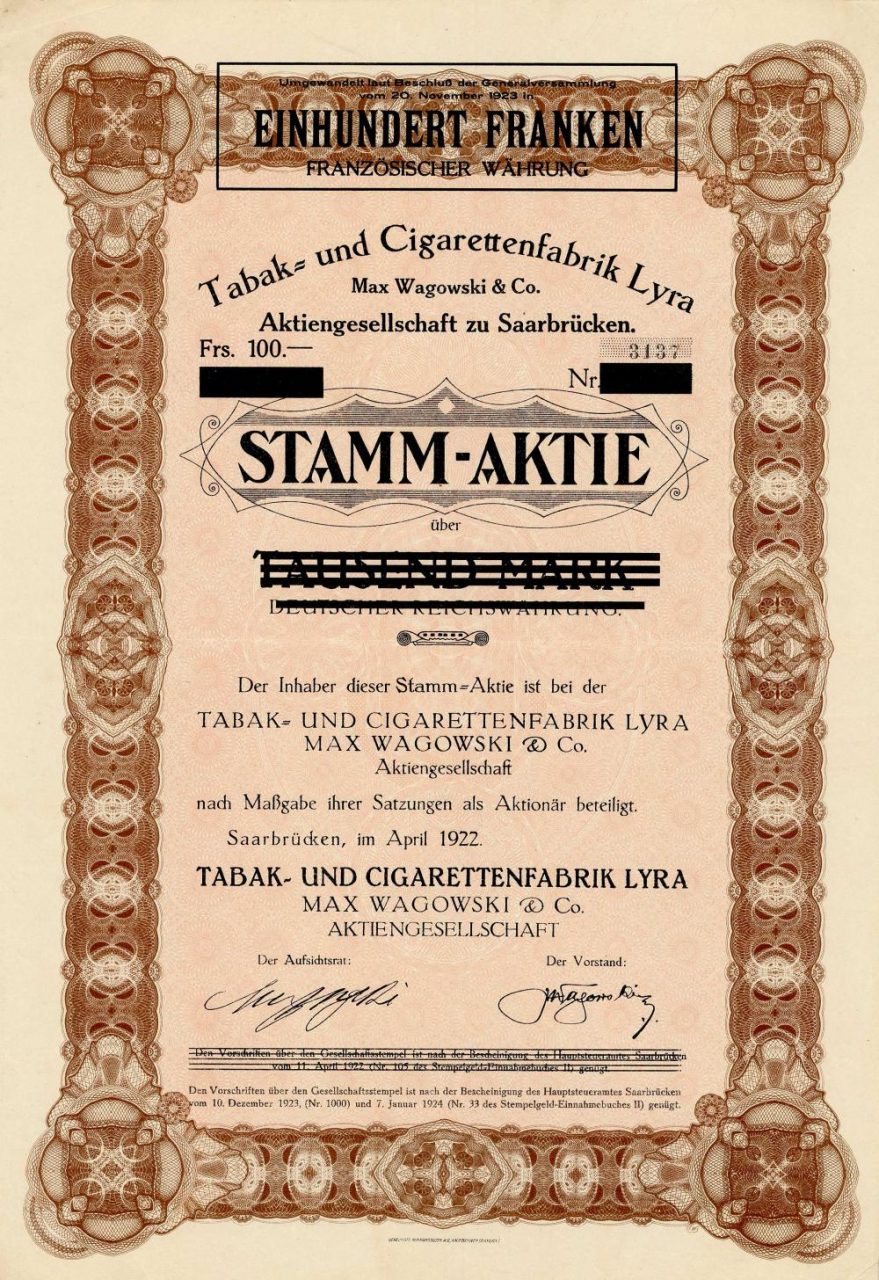 Umgewandelt laut Beschluß der Generalversammlung
vom 20. November 1923 in
EINHUNDERT FRANKEN
FRANZÖSISCHER WÄHRUNG
Tabak- und Cigarettenfabrik Lyra
Max Wagowski & Co.
Aktiengesellschaft zu Saarbrücken.
Frs. 100.—
3137
Nr.
STAMM-AKTIE
über
TAUSEND MARK
DEUTSCHER REICHSWÄHRUNG.
Der Inhaber dieser Stamm-Aktie ist bei der
TABAK- UND CIGARETTENFABRIK LYRA
MAX WAGOWSKI & Co.
Aktiengesellschaft
nach Maßgabe ihrer Satzungen als Aktionär beteiligt.
Saarbrücken, im April 1922.
TABAK- UND CIGARETTENFABRIK LYRA
MAX WAGOWSKI & Co.
AKTIENGESELLSCHAFT
Der Aufsichtsrat: Der Vorstand:
Den Vorschriften über den Gesellschaftsstempel ist nach der Bescheinigung des Hauptsteueramtes Saarbrücken
vom 11. April 1922 (Nr. 105 des Stempelgeld-Einnahmebuches II) genügt.
Den Vorschriften über den Gesellschaftsstempel ist nach der Bescheinigung des Hauptsteueramtes Saarbrücken
vom 10. Dezember 1923, (Nr. 1000) und 7. Januar 1924 (Nr. 33 des Stempelgeld-Einnahmebuches II) genügt.